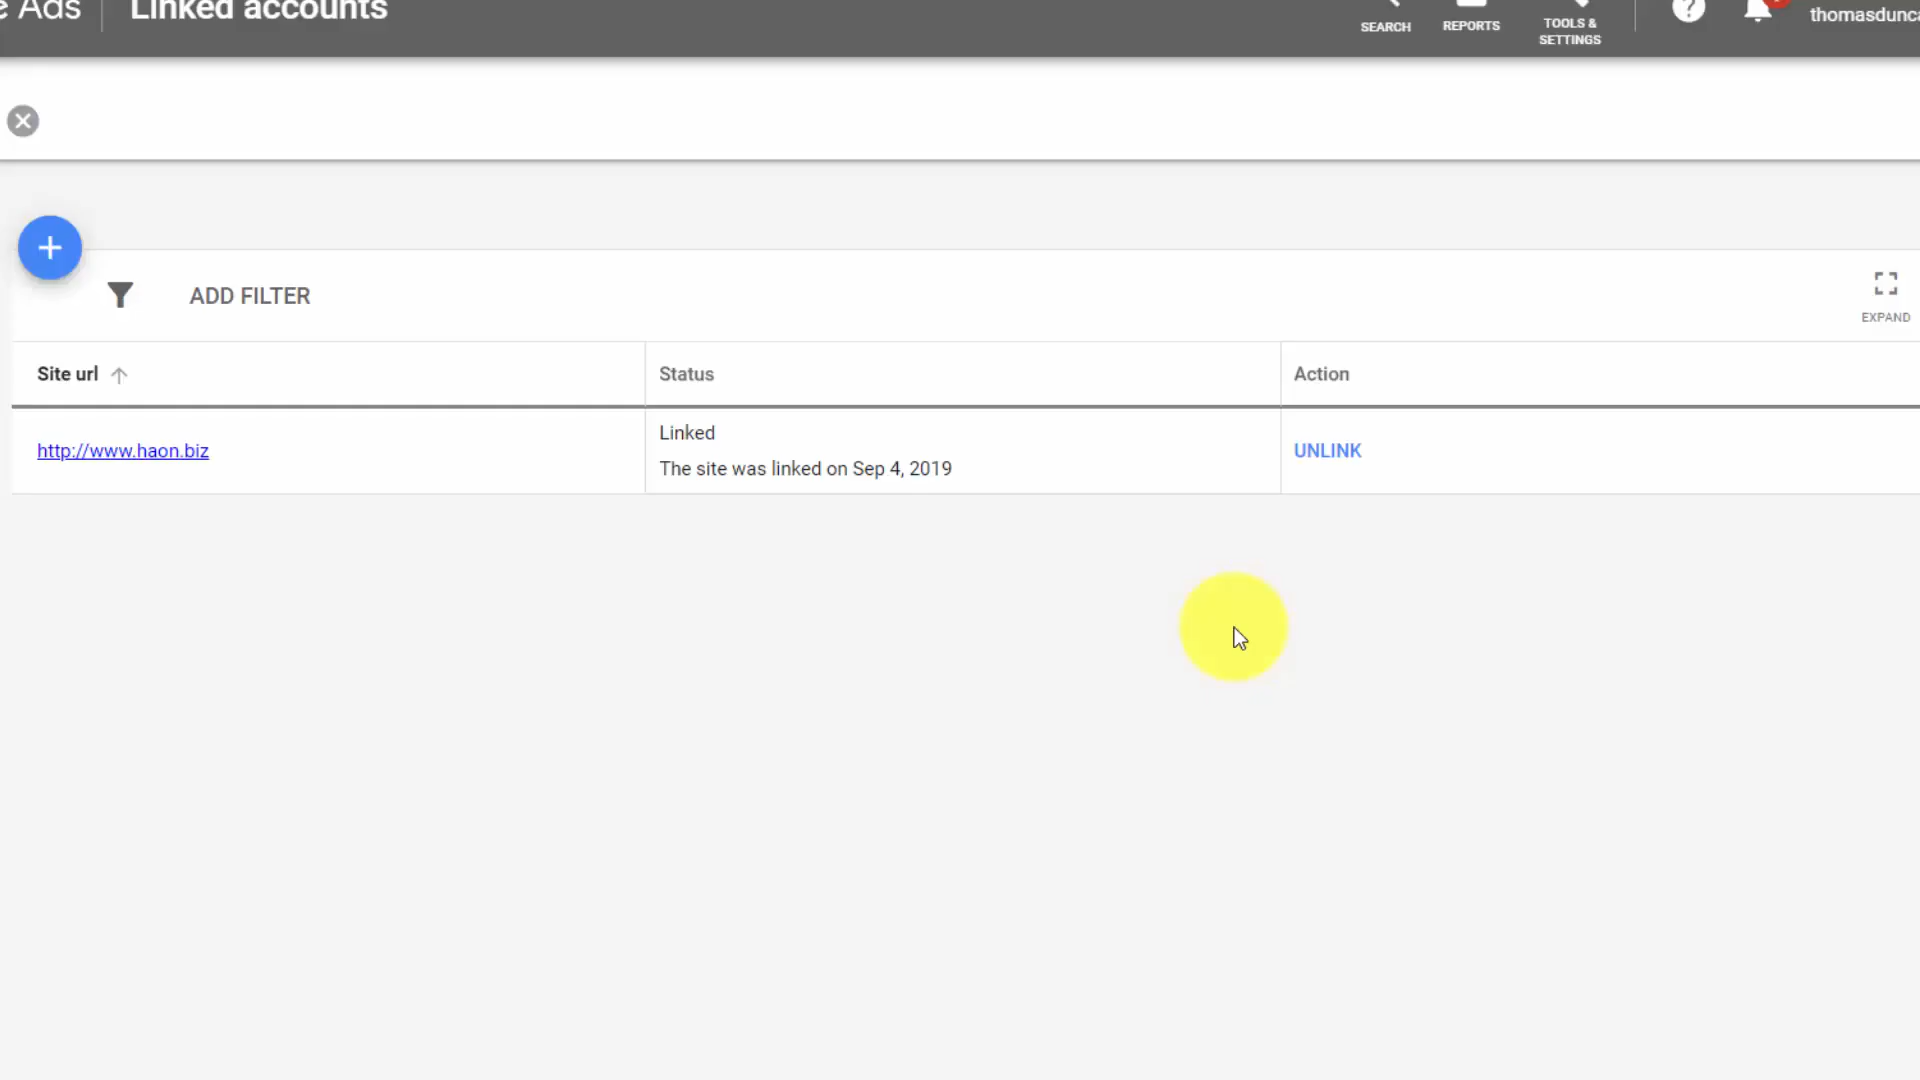 Ads
Linked accounts
SEARCH
REPORTS
TOOLS &
SETTINGS
ADD FILTER
EXPAND
Site url
Status
Action
http://www.haon.biz
Linked
The site was linked on Sep 4, 2019
UNLINK